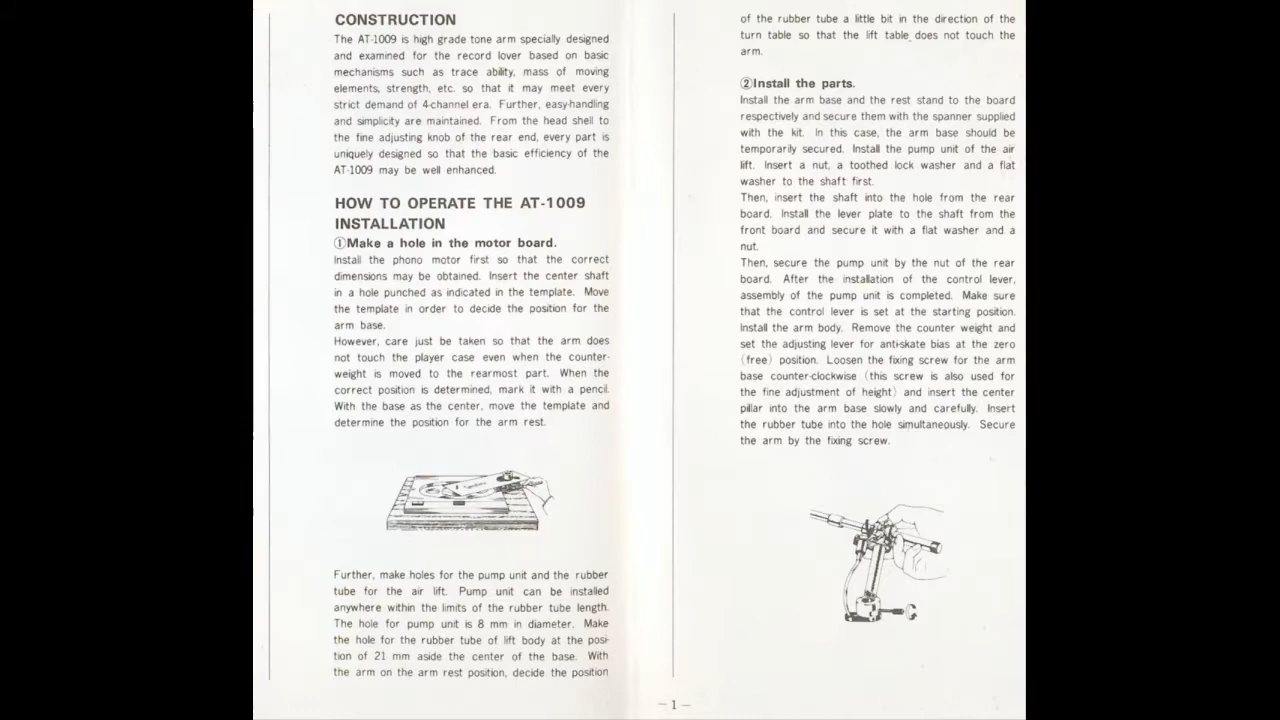 CONSTRUCTION
The AT-1009 is high grade tone arm specially designed
and examined for the record lover based on basic
mechanisms such as trace ability, mass of moving
elements, strength, etc. so that it may meet every
strict demand of 4-channel era. Further, easy-handling
and simplicity are maintained. From the head shell to
the fine adjusting knob of the rear end, every part is
uniquely designed so that the basic efficiency of the
AT-1009 may be well enhanced.
HOW TO OPERATE THE AT-1009
INSTALLATION
①Make a hole in the motor board.
Install the phono motor first so that the correct
dimensions may be obtained. Insert the center shaft
in a hole punched as indicated in the template. Move
the template in order to decide the position for the
arm base.
However, care just be taken so that the arm does
not touch the player case even when the counter-
weight is moved to the rearmost part. When the
correct position is determined, mark it with a pencil.
With the base as the center, move the template and
determine the position for the arm rest.
Further, make holes for the pump unit and the rubber
tube for the air lift. Pump unit can be installed
anywhere within the limits of the rubber tube length.
The hole for pump unit is 8 mm in diameter. Make
the hole for the rubber tube of lift body at the posi-
tion of 21 mm aside the center of the base. With
the arm on the arm rest position, decide the position
of the rubber tube a little bit in the direction of the
turn table so that the lift table does not touch the
arm.
②Install the parts.
Install the arm base and the rest stand to the board
respectively and secure them with the spanner supplied
with the kit. In this case, the arm base should be
temporarily secured. Install the pump unit of the air
lift. Insert a nut, a toothed lock washer and a flat
washer to the shaft first.
Then, insert the shaft into the hole from the rear
board. Install the lever plate to the shaft from the
front board and secure it with a flat washer and a
nut.
Then, secure the pump unit by the nut of the rear
board. After the installation of the control lever,
assembly of the pump unit is completed. Make sure
that the control lever is set at the starting position.
Install the arm body. Remove the counter weight and
set the adjusting lever for anti-skate bias at the zero
(free) position. Loosen the fixing screw for the arm
base counter-clockwise (this screw is also used for
the fine adjustment of height) and insert the center
pillar into the arm base slowly and carefully. Insert
the rubber tube into the hole simultaneously. Secure
the arm by the fixing screw.
— 1 —